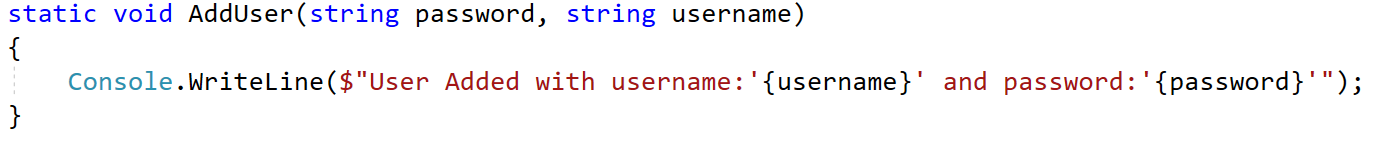 static void AddUser(string password, string username)
{
    Console.WriteLine($"User Added with username:'{username}' and password:'{password}'");
}